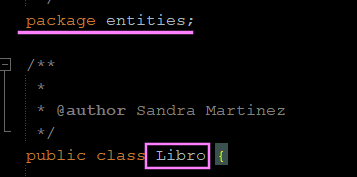 */
package entities;
/**
*
* @author Sandra Martinez
*/
public class Libro {